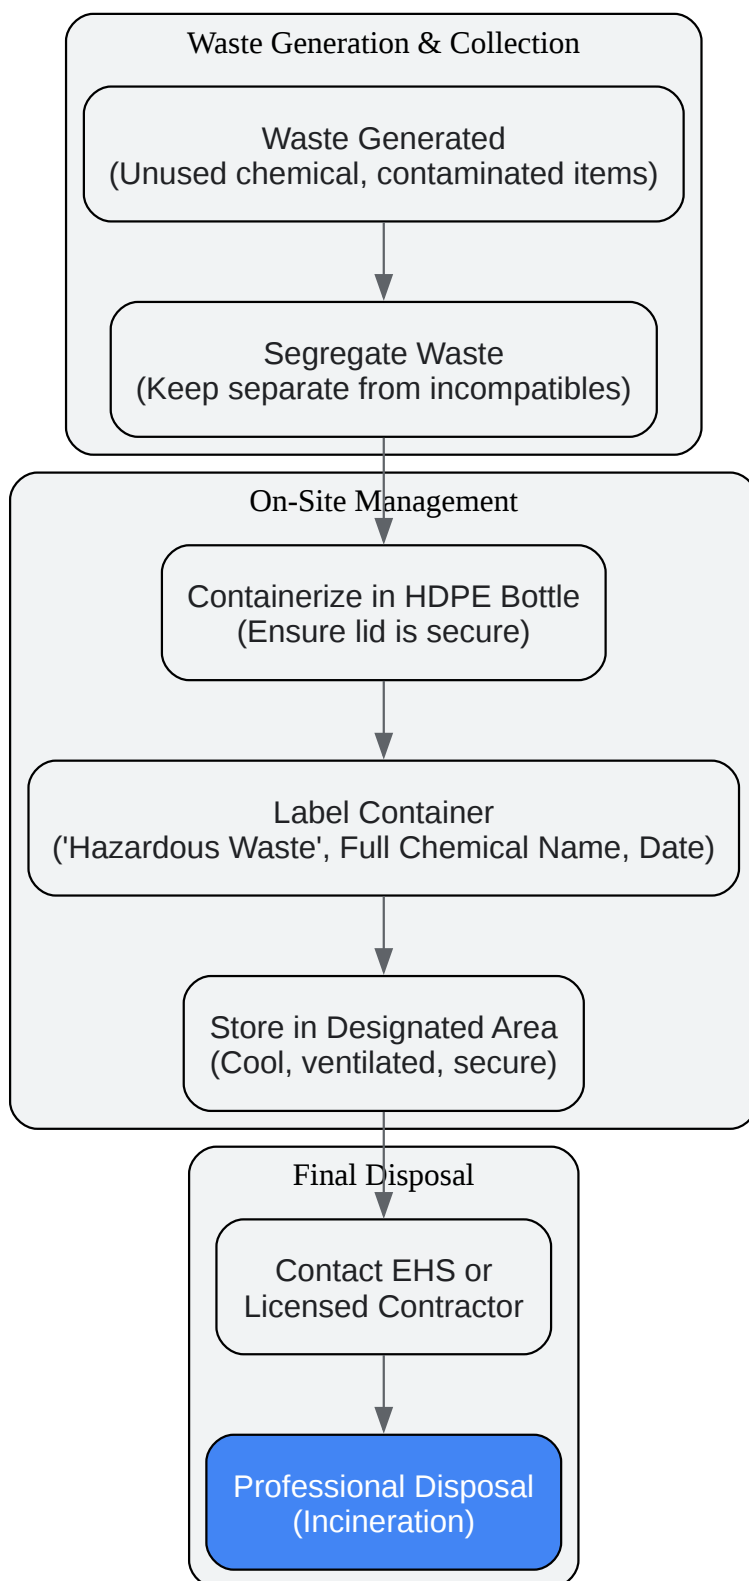 Waste Generation & Collection
Waste Generated
(Unused chemical, contaminated items)
Segregate Waste
(Keep separate from incompatibles)
On-Site Management
Containerize in HDPE Bottle
(Ensure lid is secure)
Label Container
('Hazardous Waste', Full Chemical Name, Date)
Store in Designated Area
(Cool, ventilated, secure)
Final Disposal
Contact EHS or
Licensed Contractor
Professional Disposal
(Incineration)